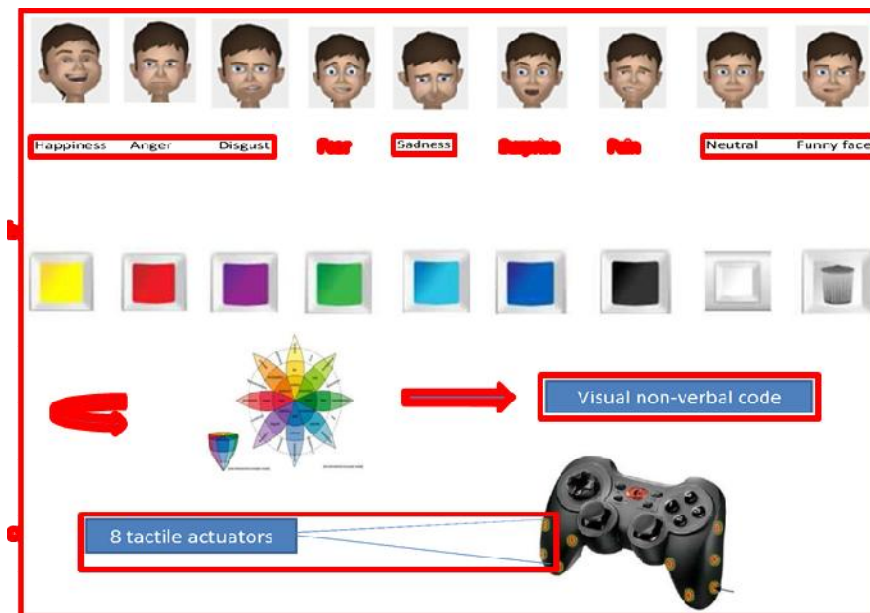 Happiness Anger Disgust Fear Sadness Surprise Pain Neutral Funny face
Visual non-verbal code
8 tactile actuators